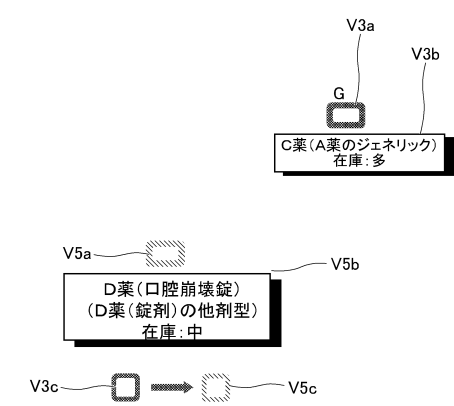 V3a
V3b
G
C薬(A薬のジェネリック)
在庫:多
V5a
V5b
D薬(口腔崩壊錠)
(D薬(錠剤)の他剤型)
在庫:中
V3c
V5c